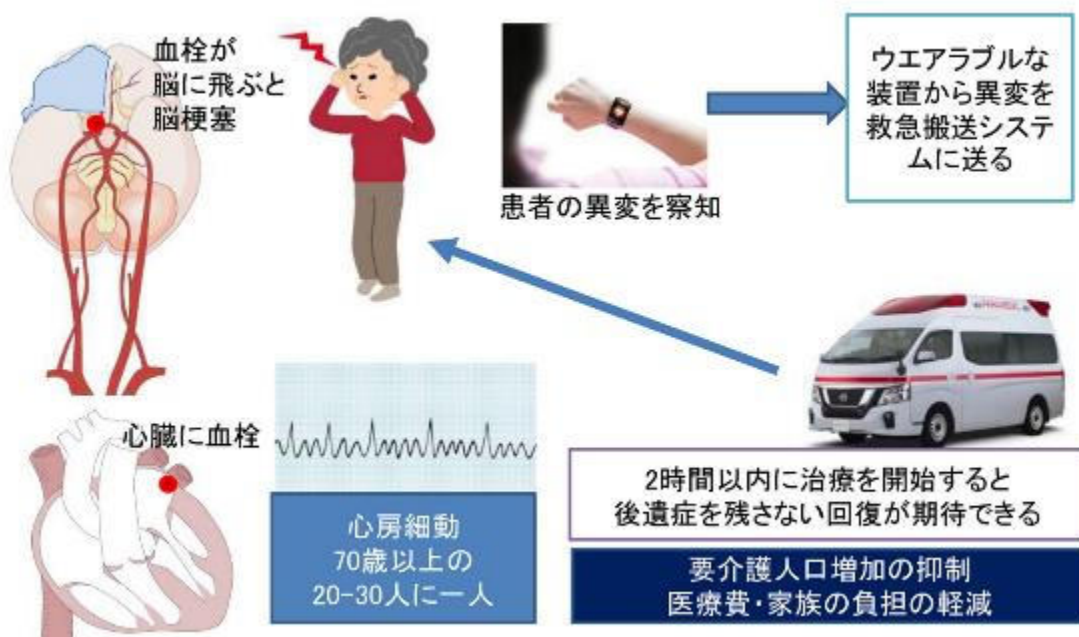 血栓が
脳に飛ぶと
脳梗塞
ウエアラブルな
装置から異変を
救急搬送システ
ムに送る
患者の異変を察知
心臓に血栓
心房細動
70歳以上の
20-30人に一人
2時間以内に治療を開始すると
後遺症を残さない回復が期待できる
要介護人口増加の抑制
医療費・家族の負担の軽減